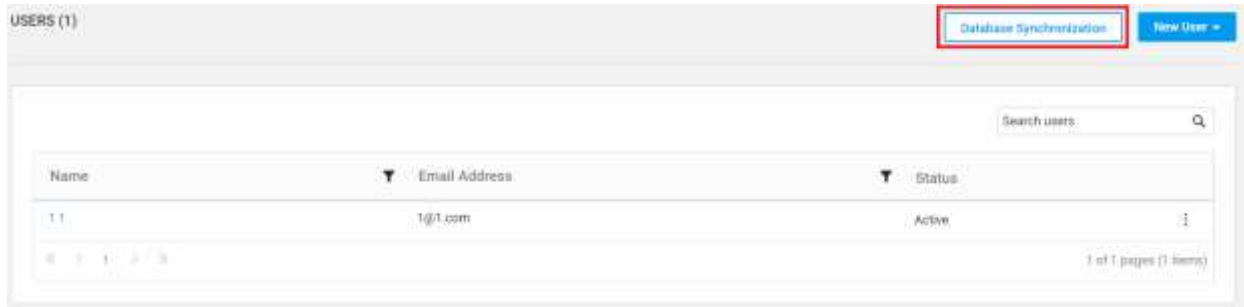 USERS (1)
Database Synchronization
New User
Search users
Name
Email Address
Status
1 1
1@1.com
Active
1
1 of 1 pages (1 items)